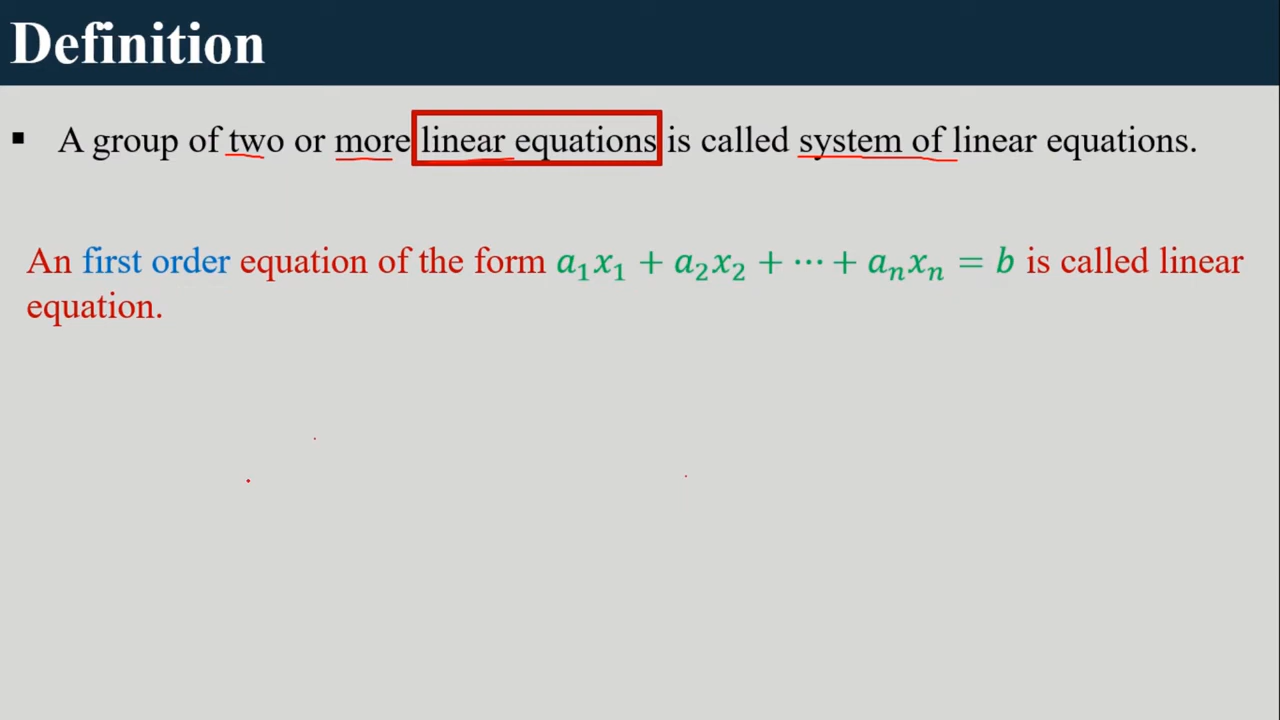 Definition
▪ A group of two or more linear equations is called system of linear equations.
An first order equation of the form a₁x₁ + a₂x₂ + ⋯ + aₙxₙ = b is called linear
equation.